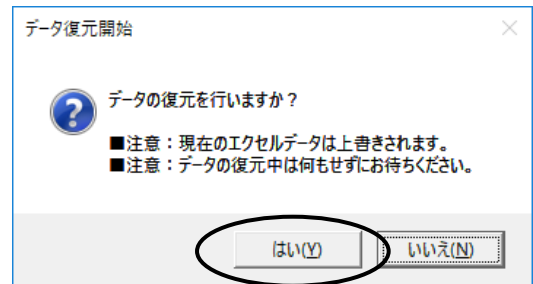 データ復元開始
データの復元を行いますか？
■注意：現在のエクセルデータは上書きされます。
■注意：データの復元中は何もせずにお待ちください。
はい(Y)
いいえ(N)